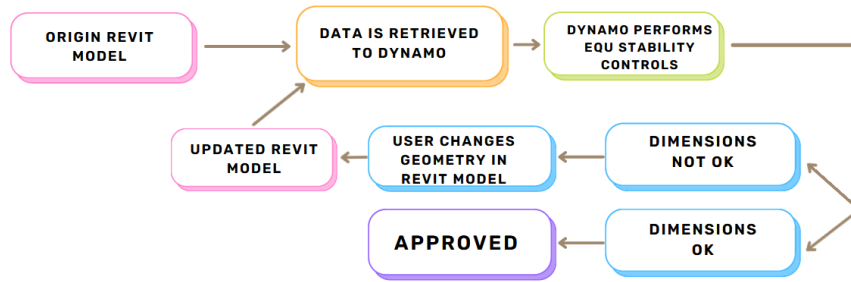 ORIGIN REVIT
MODEL
DATA IS RETRIEVED
TO DYNAMO
DYNAMO PERFORMS
EQU STABILITY
CONTROLS
UPDATED REVIT
MODEL
USER CHANGES
GEOMETRY IN
REVIT MODEL
DIMENSIONS
NOT OK
APPROVED
DIMENSIONS
OK